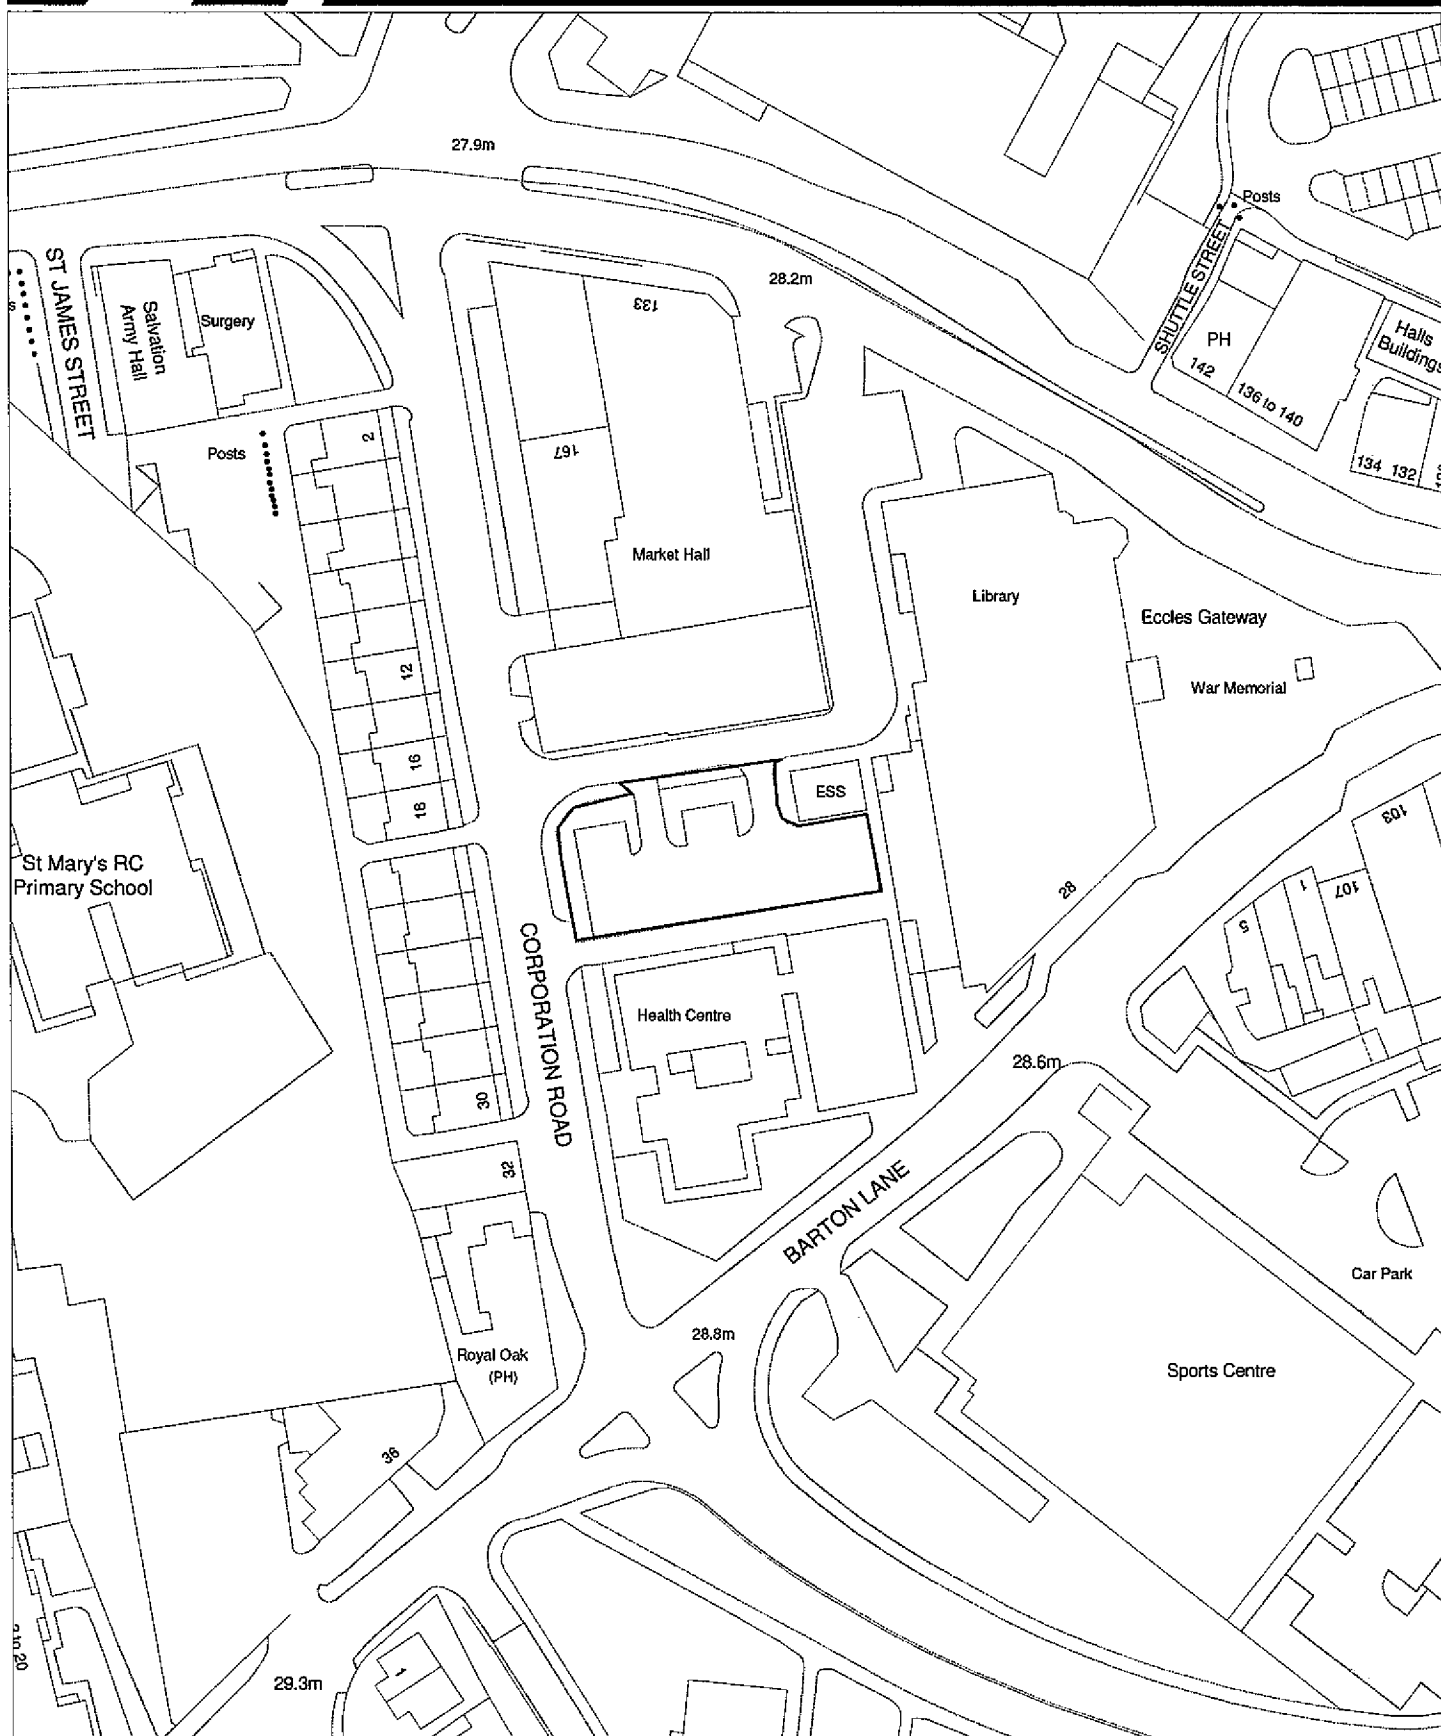 27.9m
Posts
SHUTTLE STREET
28.2m
133
ST JAMES STREET
Salvation
Army Hall
Surgery
PH
142
136 to 140
Halls
Buildings
134 132
2
Posts
167
Market Hall
Library
Eccles Gateway
War Memorial
12
16
18
ESS
St Mary's RC
Primary School
28
103
107
1
5
CORPORATION ROAD
Health Centre
28.6m
30
32
BARTON LANE
Car Park
28.8m
Royal Oak
(PH)
Sports Centre
36
29.3m
1